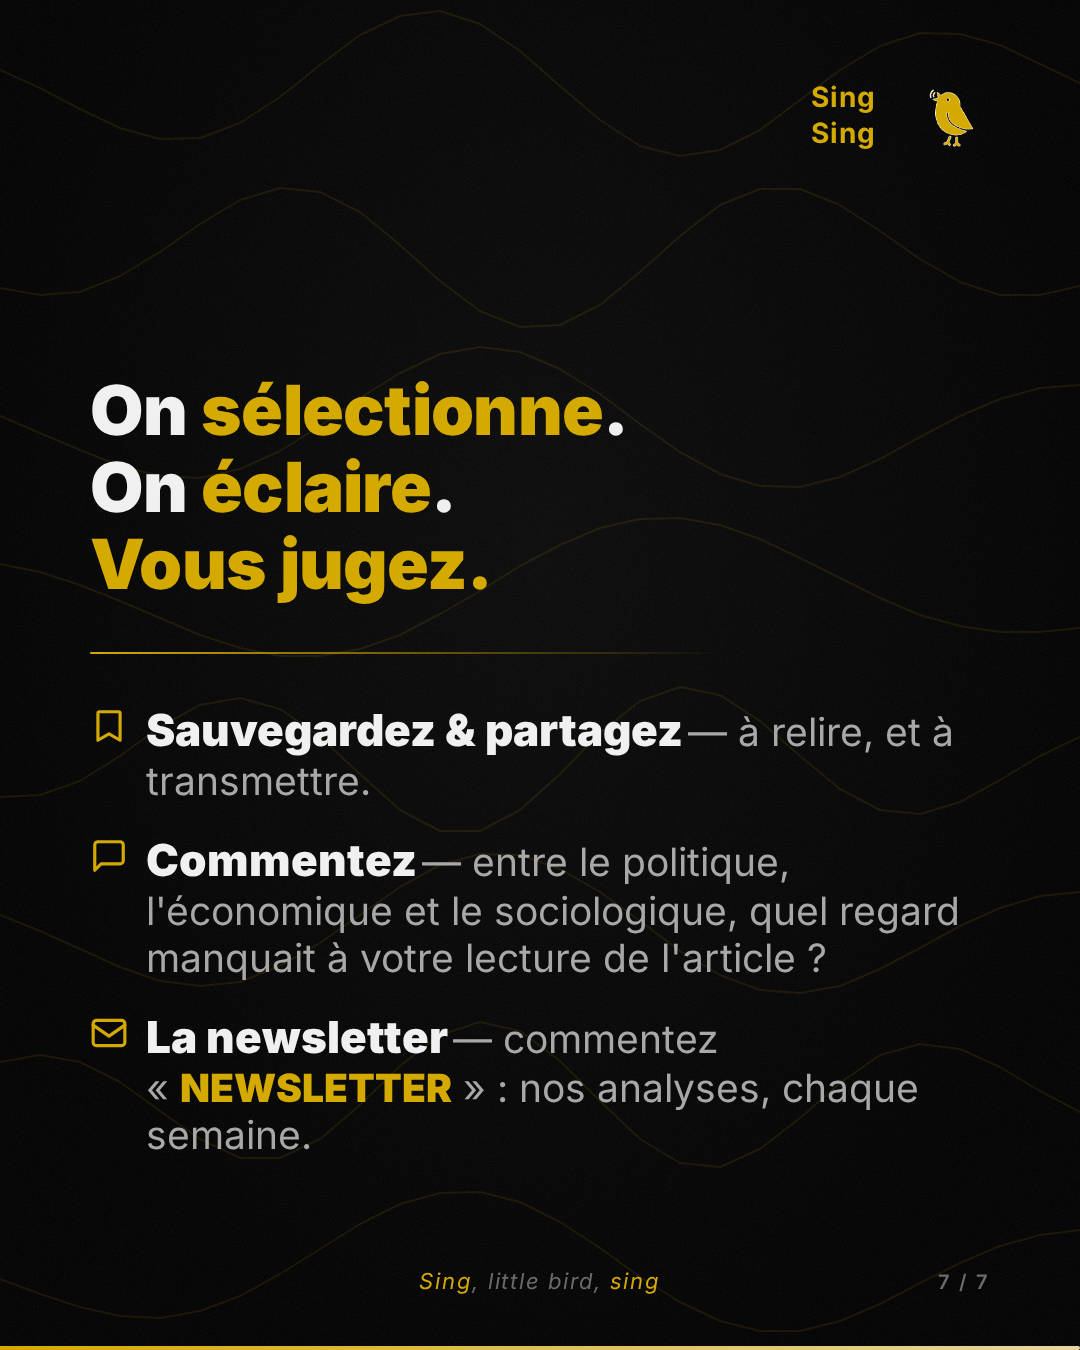 Sing
Sing
On sélectionne.
On éclaire.
Vous jugez.
Sauvegardez & partagez — à relire, et à
transmettre.
Commentez — entre le politique,
l'économique et le sociologique, quel regard
manquait à votre lecture de l'article ?
La newsletter — commentez
« NEWSLETTER » : nos analyses, chaque
semaine.
Sing, little bird, sing
7 / 7